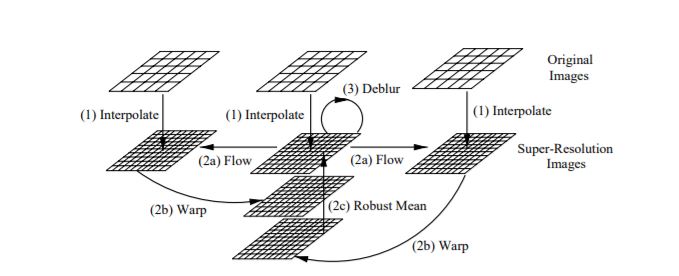 Original
Images
(3) Deblur
(1) Interpolate
(1) Interpolate
(1) Interpolate
(2a) Flow
(2a) Flow
Super-Resolution
Images
(2b) Warp
(2c) Robust Mean
(2b) Warp